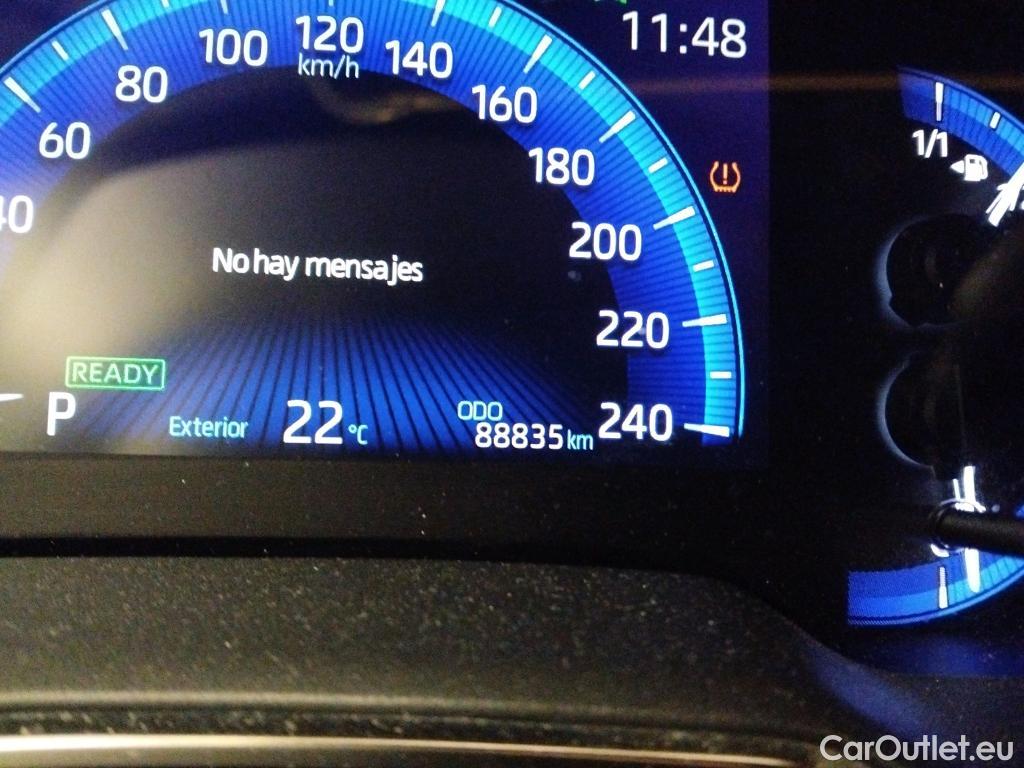 11:48
40 60 80 100 120 140 160 180 200 220 240
km/h
1/1
No hay mensajes
READY
P
Exterior 22 °C
ODO
88835 km
CarOutlet.eu